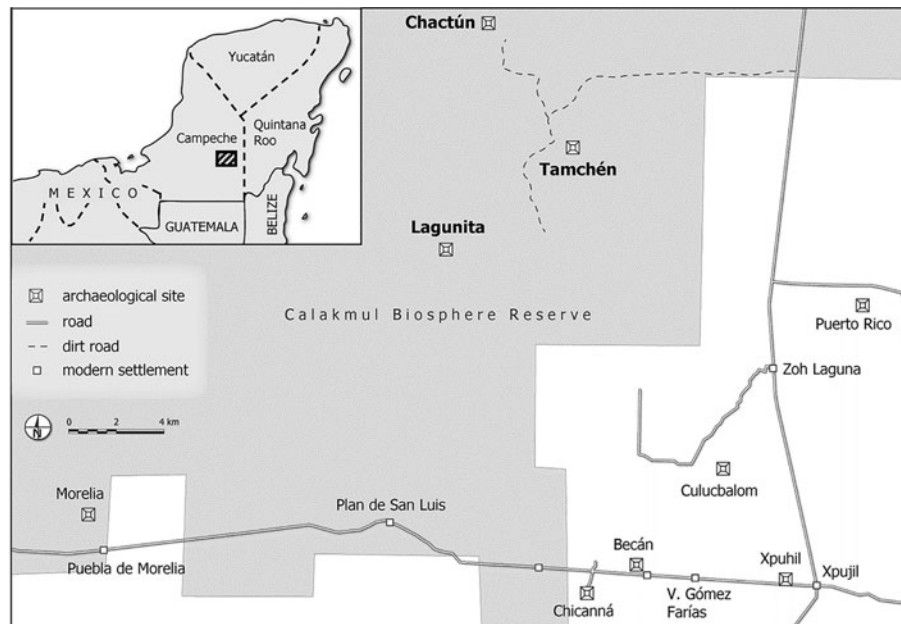 Chactún
Yucatán
Campeche
Quintana
Roo
MEXICO
GUATEMALA
BELIZE
Tamchén
Lagunita
archaeological site
road
dirt road
modern settlement
Calakmul Biosphere Reserve
Puerto Rico
Zoh Laguna
N
0 2 4 km
Morelia
Plan de San Luis
Culucbalom
Puebla de Morelia
Becán
Xpuhil
Xpujil
Chicanná
V. Gómez
Farías